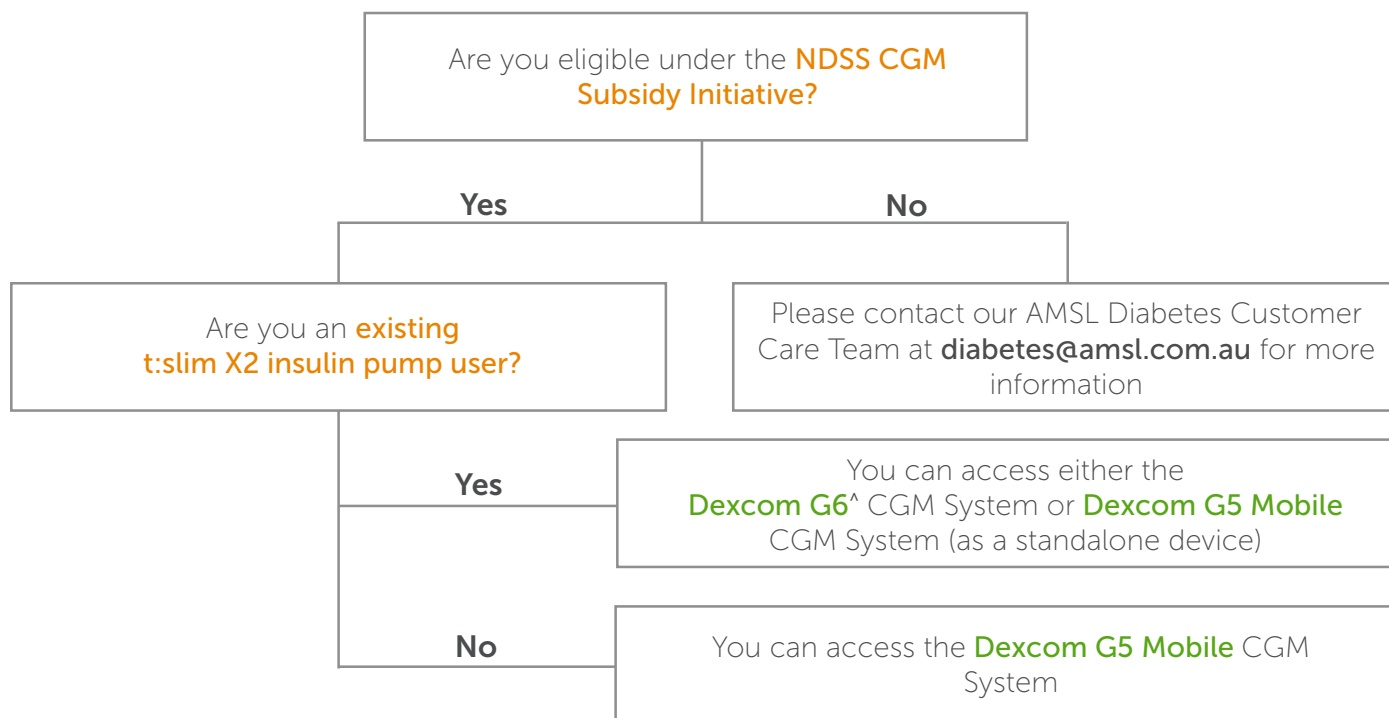 Are you eligible under the NDSS CGM
Subsidy Initiative?
Yes
No
Are you an existing
t:slim X2 insulin pump user?
Please contact our AMSL Diabetes Customer
Care Team at diabetes@amsl.com.au for more
information
Yes
You can access either the
Dexcom G6^ CGM System or Dexcom G5 Mobile
CGM System (as a standalone device)
No
You can access the Dexcom G5 Mobile CGM
System